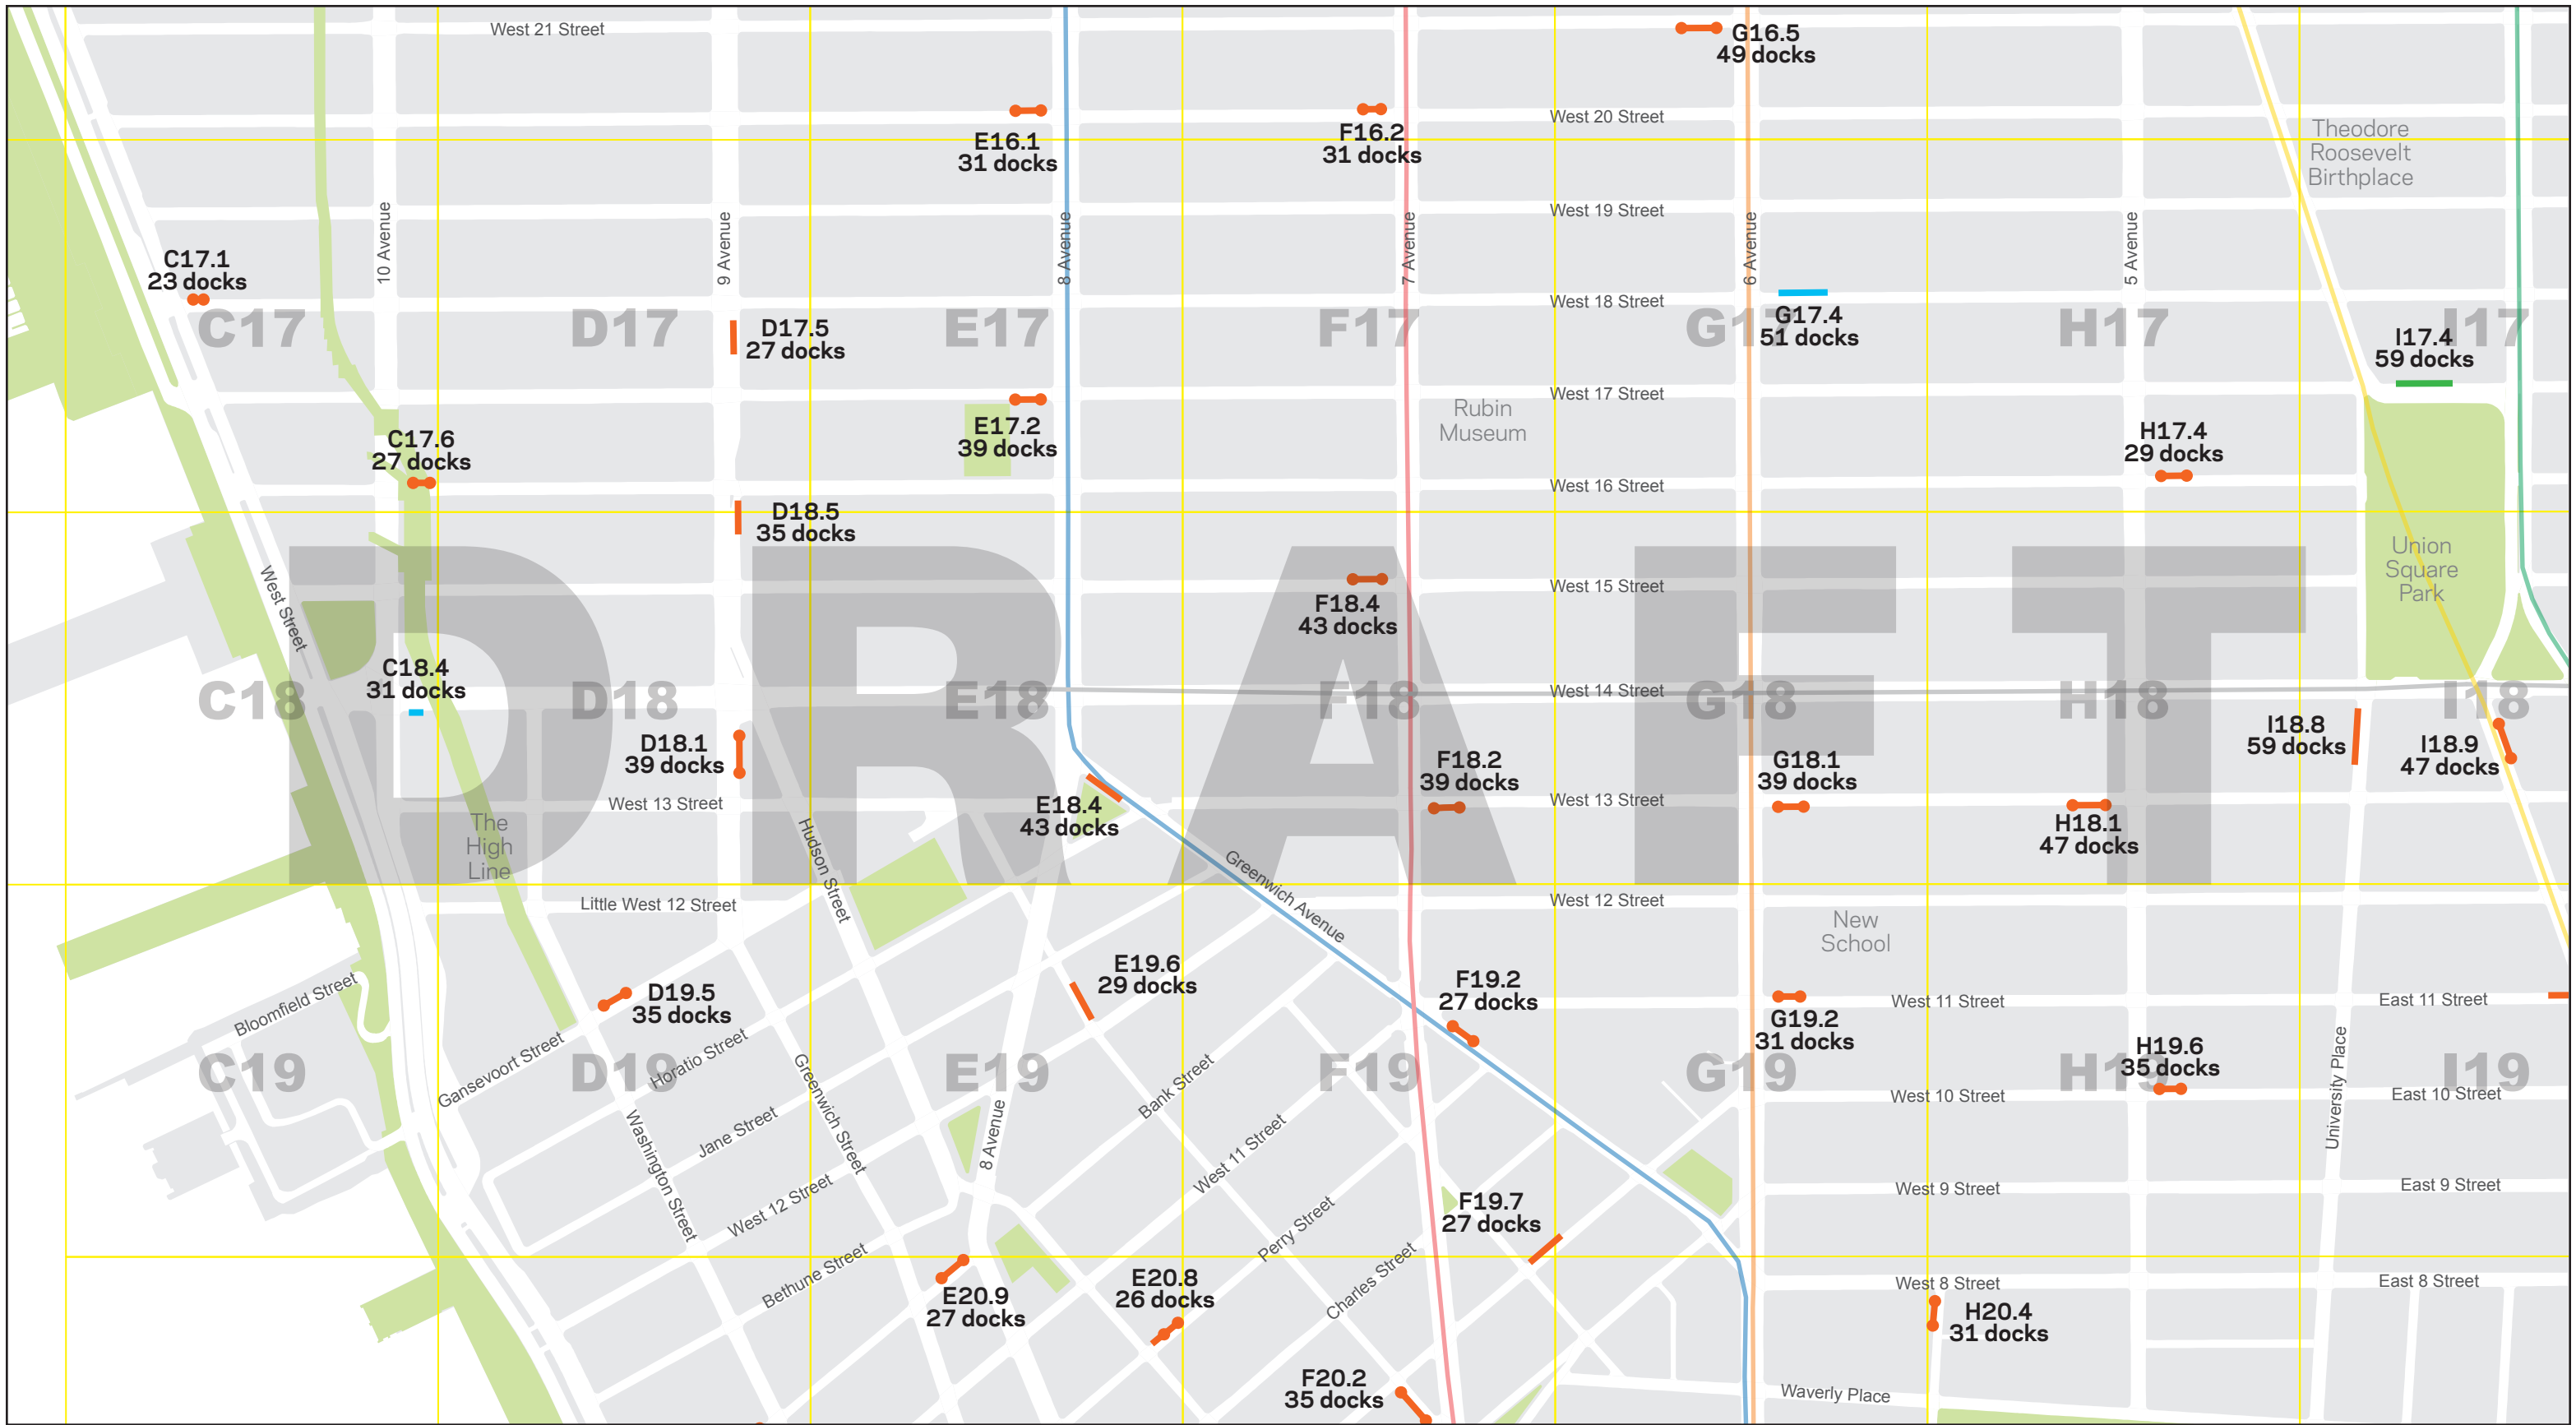 West 21 Street
G16.5
49 docks
E16.1
31 docks
F16.2
31 docks
West 20 Street
Theodore
Roosevelt
Birthplace
10 Avenue
9 Avenue
8 Avenue
7 Avenue
West 19 Street
6 Avenue
5 Avenue
C17.1
23 docks
West 18 Street
C17
D17
E17
F17
G17
H17
I17
D17.5
27 docks
G17.4
51 docks
I17.4
59 docks
West 17 Street
Rubin
Museum
C17.6
27 docks
E17.2
39 docks
H17.4
29 docks
West 16 Street
D18.5
35 docks
DRAFT
Union
Square
Park
West Street
F18.4
43 docks
West 15 Street
C18.4
31 docks
C18
D18
E18
F18
G18
H18
I18
West 14 Street
D18.1
39 docks
I18.8
59 docks
I18.9
47 docks
F18.2
39 docks
G18.1
39 docks
West 13 Street
West 13 Street
E18.4
43 docks
H18.1
47 docks
The
High
Line
Hudson Street
Greenwich Avenue
Little West 12 Street
West 12 Street
New
School
E19.6
29 docks
F19.2
27 docks
D19.5
35 docks
Bloomfield Street
West 11 Street
East 11 Street
G19.2
31 docks
H19.6
35 docks
C19
D19
E19
F19
G19
H19
I19
Gansevoort Street
Horatio Street
Greenwich Street
Bank Street
University Place
West 10 Street
East 10 Street
Jane Street
Washington Street
8 Avenue
West 11 Street
West 12 Street
Perry Street
F19.7
27 docks
West 9 Street
East 9 Street
Bethune Street
Charles Street
E20.9
27 docks
E20.8
26 docks
West 8 Street
East 8 Street
H20.4
31 docks
F20.2
35 docks
Waverly Place